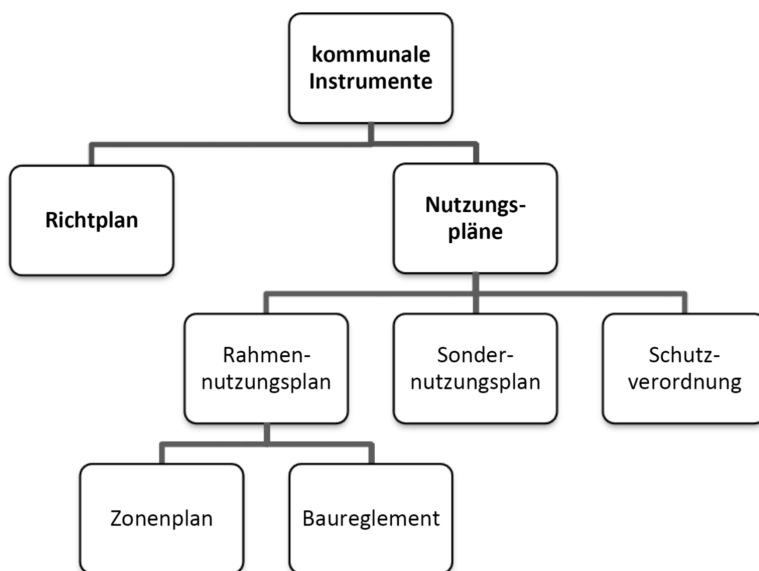 kommunale
Instrumente
Richtplan
Nutzungs-
pläne
Rahmen-
nutzungsplan
Sonder-
nutzungsplan
Schutz-
verordnung
Zonenplan
Baureglement